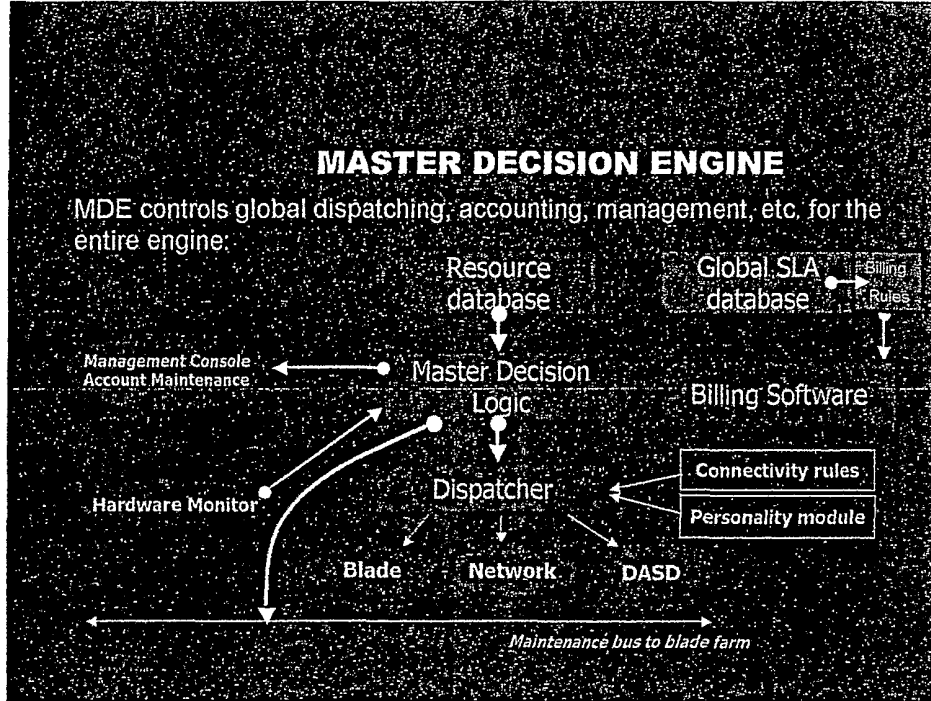 MASTER DECISION ENGINE
MDE controls global dispatching, accounting, management, etc. for the
entire engine:
Resource
database
Global SLA
database
Billing
Rules
Management Console
Account Maintenance
Master Decision
Logic
Billing Software
Hardware Monitor
Dispatcher
Connectivity rules
Personality module
Blade
Network
DASD
Maintenance bus to blade farm